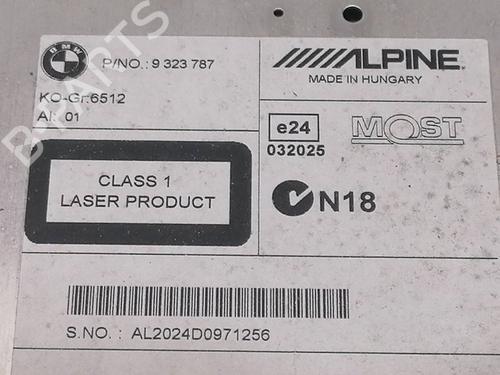 BMW
P/NO.: 9 323 787
KO-Gr:6512
AI: 01
ALPINE
MADE IN HUNGARY
e24
032025
MOST
N18
CLASS 1
LASER PRODUCT
S.NO. : AL2024D0971256
B-PARTS